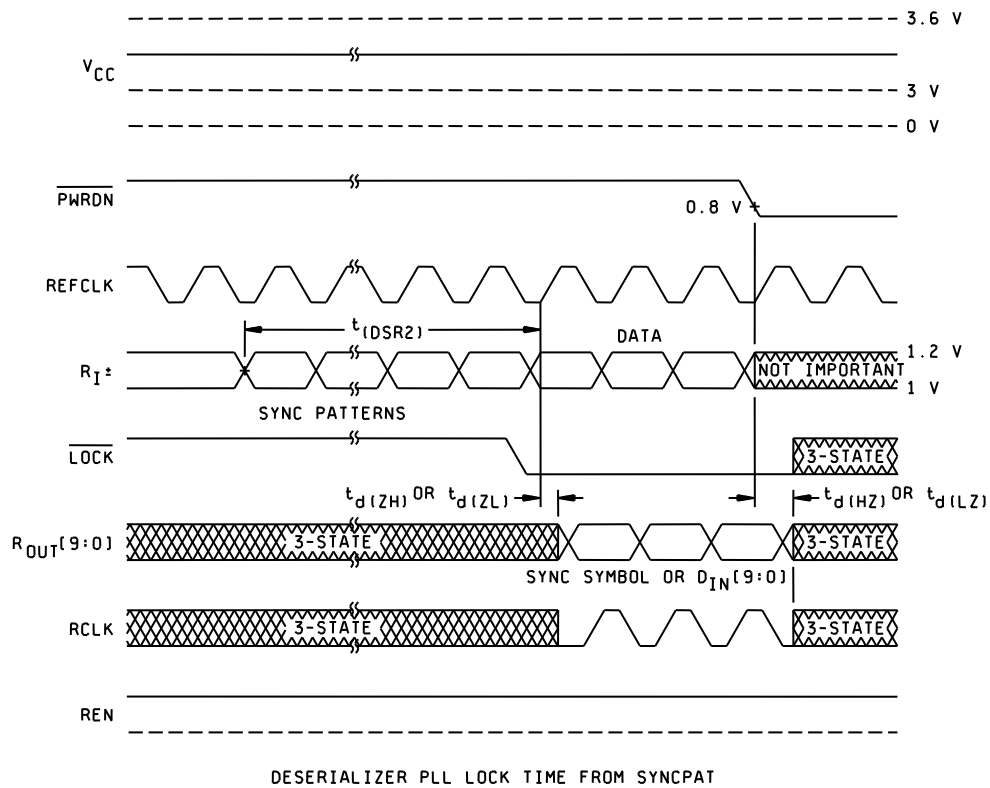 3.6 V
VCC
3 V
0 V
PWRDN
0.8 V
REFCLK
t(DSR2)
DATA
RI±
1.2 V
NOT IMPORTANT
1 V
SYNC PATTERNS
LOCK
3-STATE
td(ZH) OR td(ZL)
td(HZ) OR td(LZ)
ROUT[9:0]
3-STATE
3-STATE
SYNC SYMBOL OR DIN[9:0]
RCLK
3-STATE
3-STATE
REN
DESERIALIZER PLL LOCK TIME FROM SYNCPAT